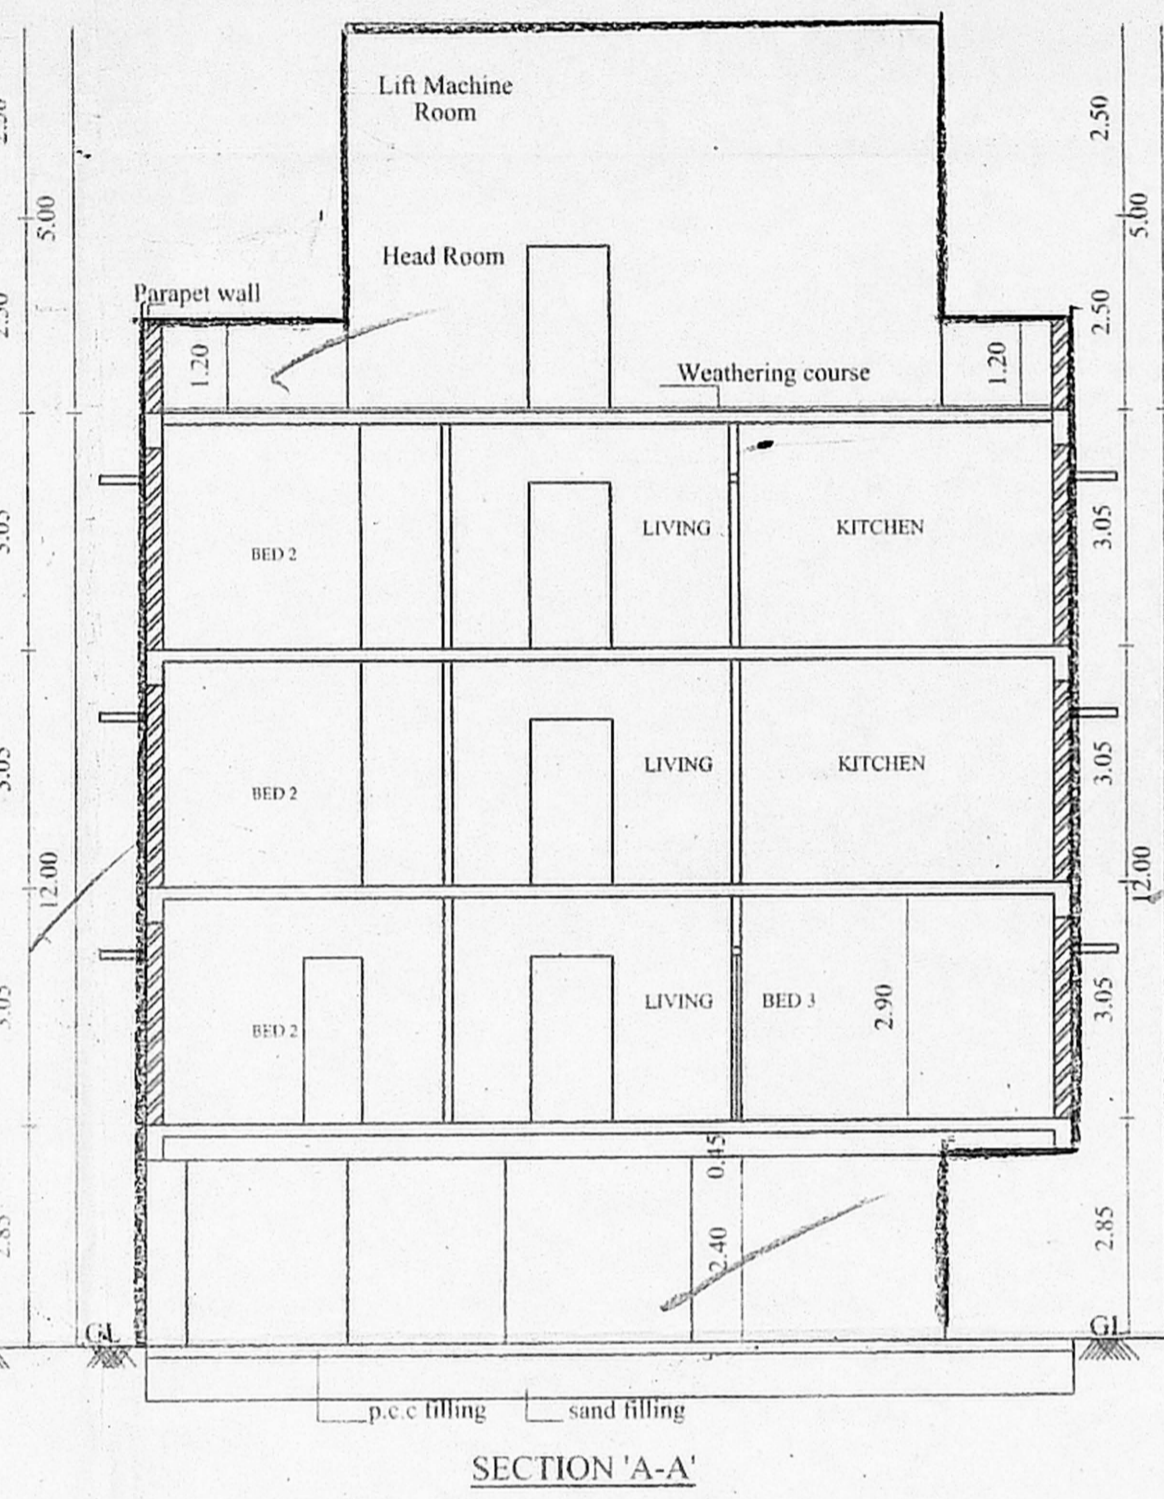 Lift Machine
Room
2.50
5.00
5.00
Head Room
Parapet wall
2.50
1.20
1.20
Weathering course
LIVING
KITCHEN
3.05
BED 2
LIVING
KITCHEN
3.05
BED 2
12.00
12.00
LIVING
BED 3
2.90
3.05
BED 2
0.45
2.40
2.85
GL
GL
p.c.c filling
sand filling
SECTION 'A-A'